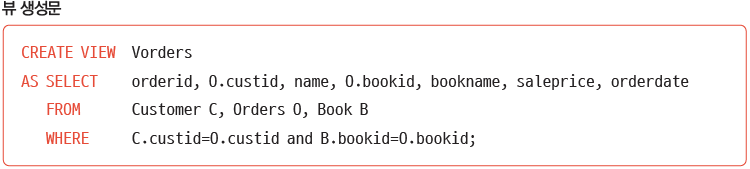 뷰 생성문
CREATE VIEW Vorders
AS SELECT orderid, O.custid, name, O.bookid, bookname, saleprice, orderdate
FROM Customer C, Orders O, Book B
WHERE C.custid=O.custid and B.bookid=O.bookid;